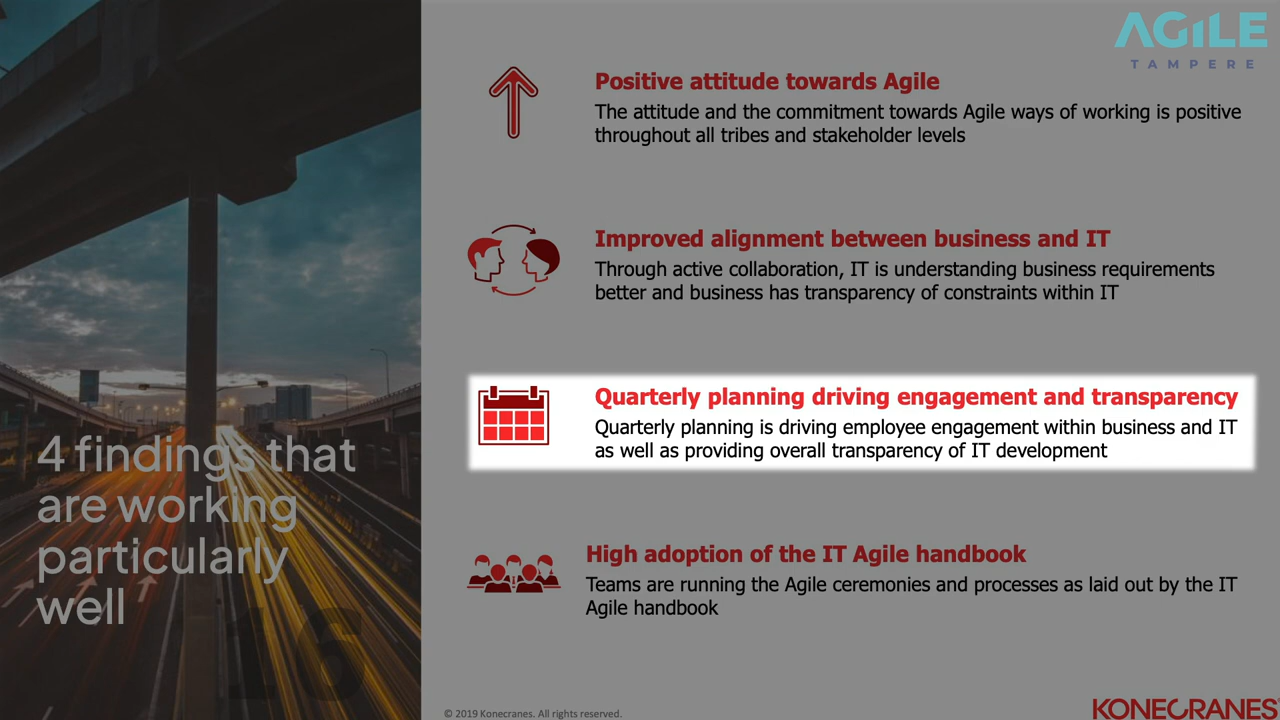 AGiLE
TAMPERE
Positive attitude towards Agile
The attitude and the commitment towards Agile ways of working is positive
throughout all tribes and stakeholder levels
Improved alignment between business and IT
Through active collaboration, IT is understanding business requirements
better and business has transparency of constraints within IT
Quarterly planning driving engagement and transparency
Quarterly planning is driving employee engagement within business and IT
as well as providing overall transparency of IT development
4 findings that
are working
particularly
well
High adoption of the IT Agile handbook
Teams are running the Agile ceremonies and processes as laid out by the IT
Agile handbook
16
© 2019 Konecranes. All rights reserved.
KONECRANES